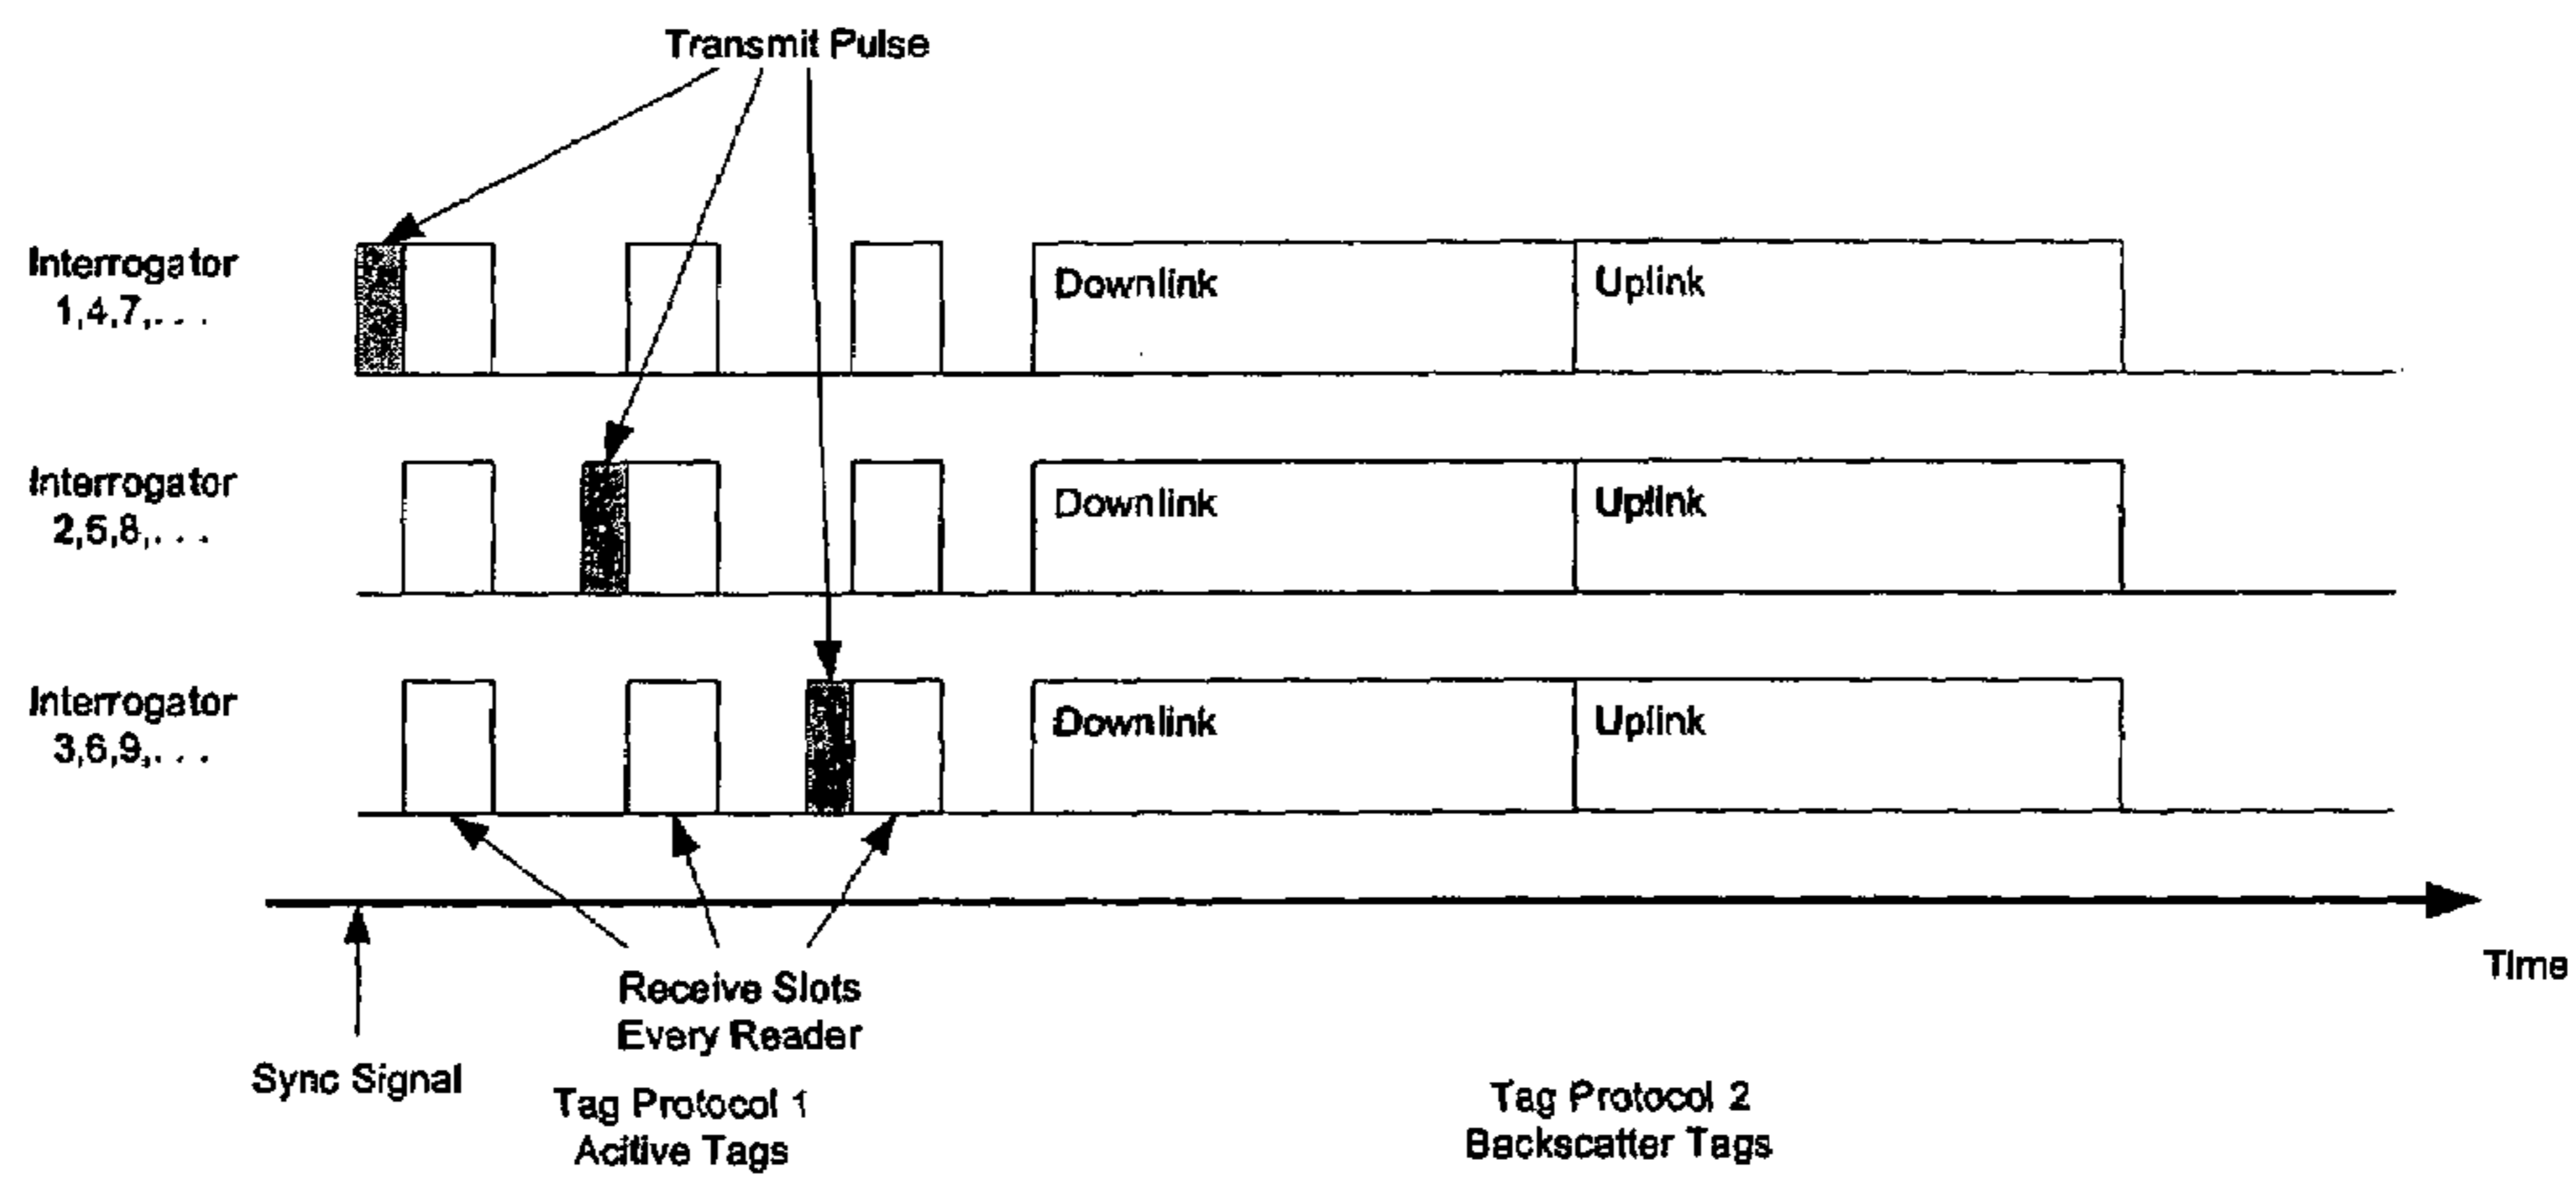 Transmit Pulse
Interrogator
1,4,7,. . .
Downlink
Uplink
Interrogator
2,5,8,. . .
Downlink
Uplink
Interrogator
3,6,9,. . .
Downlink
Uplink
Time
Receive Slots
Every Reader
Sync Signal
Tag Protocol 1
Acitive Tags
Tag Protocol 2
Backscatter Tags